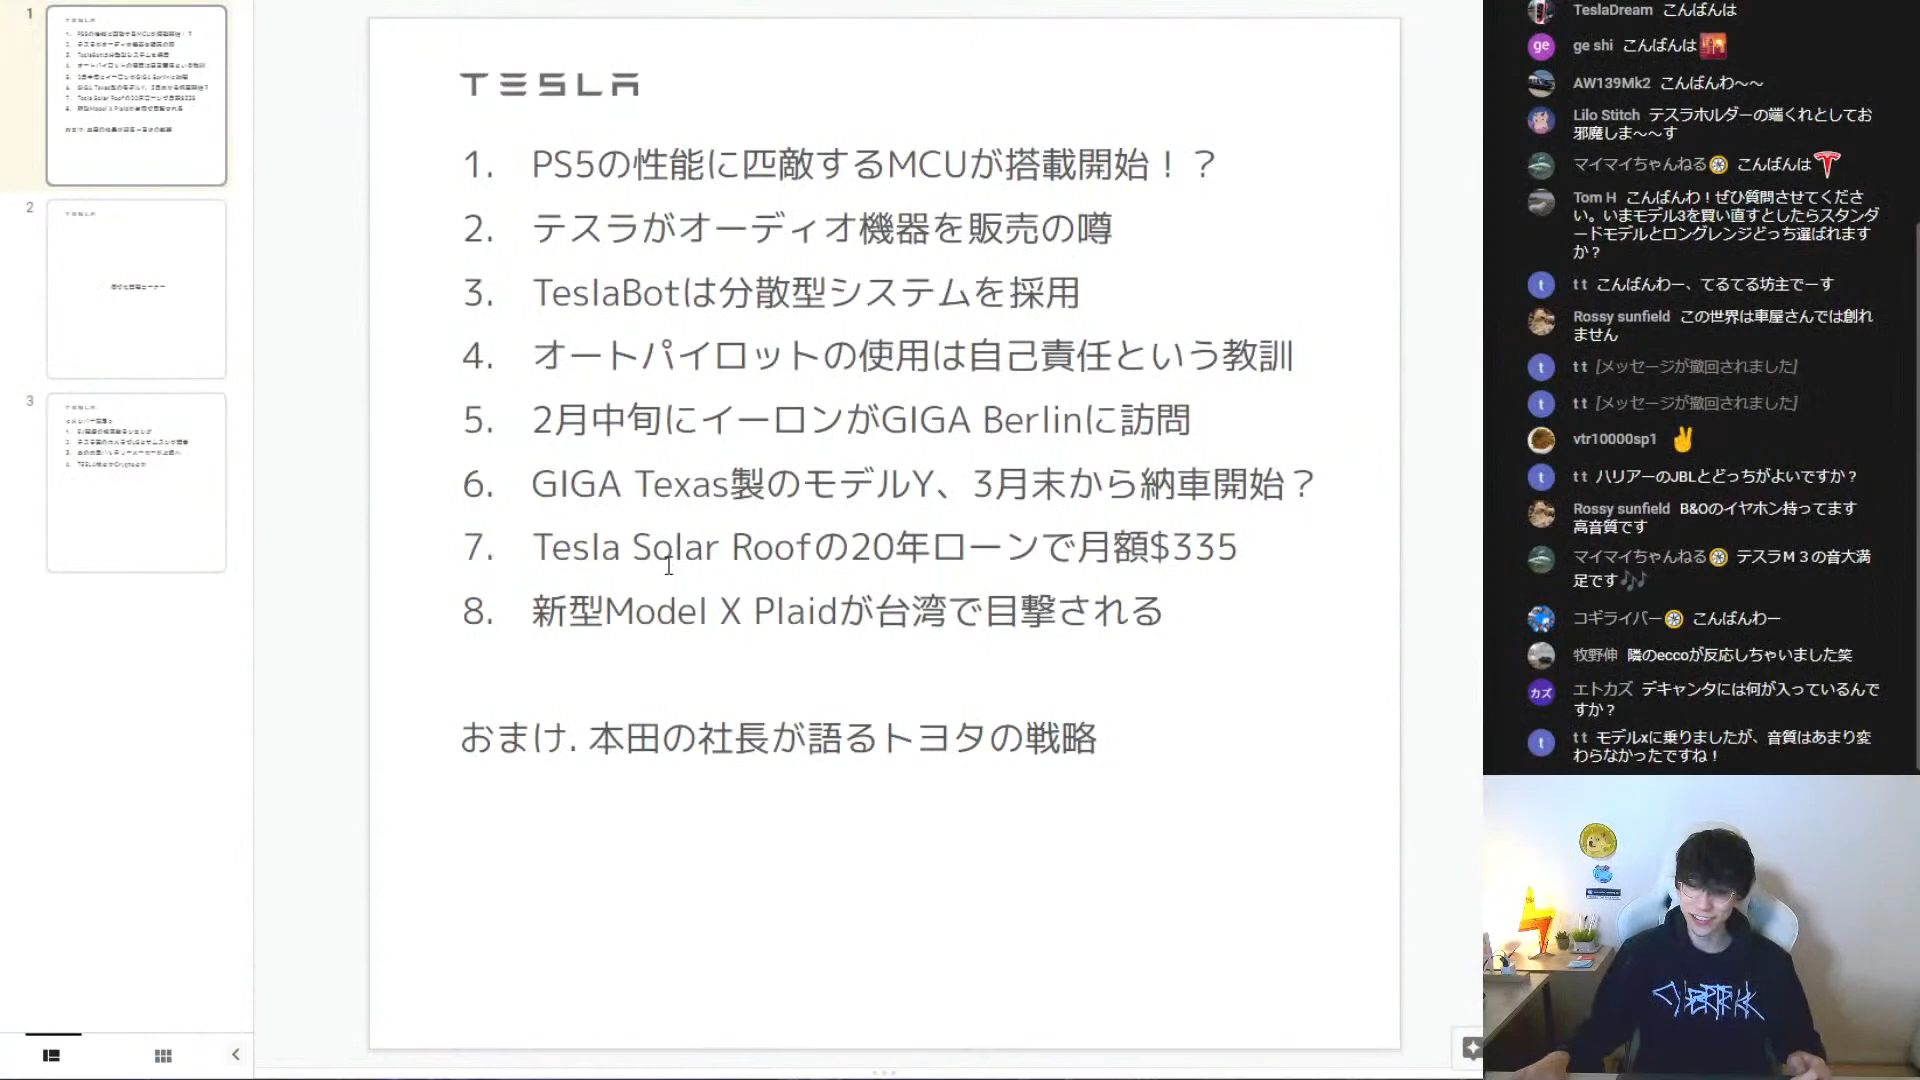 1
2
3
TESLA
1. PS5の性能に匹敵するMCUが搭載開始！？
2. テスラがオーディオ機器を販売の噂
3. TeslaBotは分散型システムを採用
4. オートパイロットの使用は自己責任という教訓
5. 2月中旬にイーロンがGIGA Berlinに訪問
6. GIGA Texas製のモデルY、3月末から納車開始？
7. Tesla Solar Roofの20年ローンで月額$335
8. 新型Model X Plaidが台湾で目撃される
おまけ. 本田の社長が語るトヨタの戦略
TeslaDream こんばんは
ge
ge shi こんばんは
AW139Mk2 こんばんわ〜〜
Lilo Stitch テスラホルダーの端くれとしてお
邪魔しま〜〜す
マイマイちゃんねる こんばんは
Tom H こんばんわ！ぜひ質問させてくださ
い。いまモデル3を買い直すとしたらスタンダ
ードモデルとロングレンジどっち選ばれます
か？
t
t t こんばんわー、てるてる坊主でーす
Rossy sunfield この世界は車屋さんでは創れ
ません
t
t t [メッセージが撤回されました]
t
t t [メッセージが撤回されました]
vtr10000sp1
t
t t ハリアーのJBLとどっちがよいですか？
Rossy sunfield B&Oのイヤホン持ってます
高音質です
マイマイちゃんねる テスラM３の音大満
足です
コギライバー こんばんわー
牧野伸 隣のeccoが反応しちゃいました笑
カズ
エトカズ デキャンタには何が入っているんで
すか？
t
t t モデルxに乗りましたが、音質はあまり変
わらなかったですね！